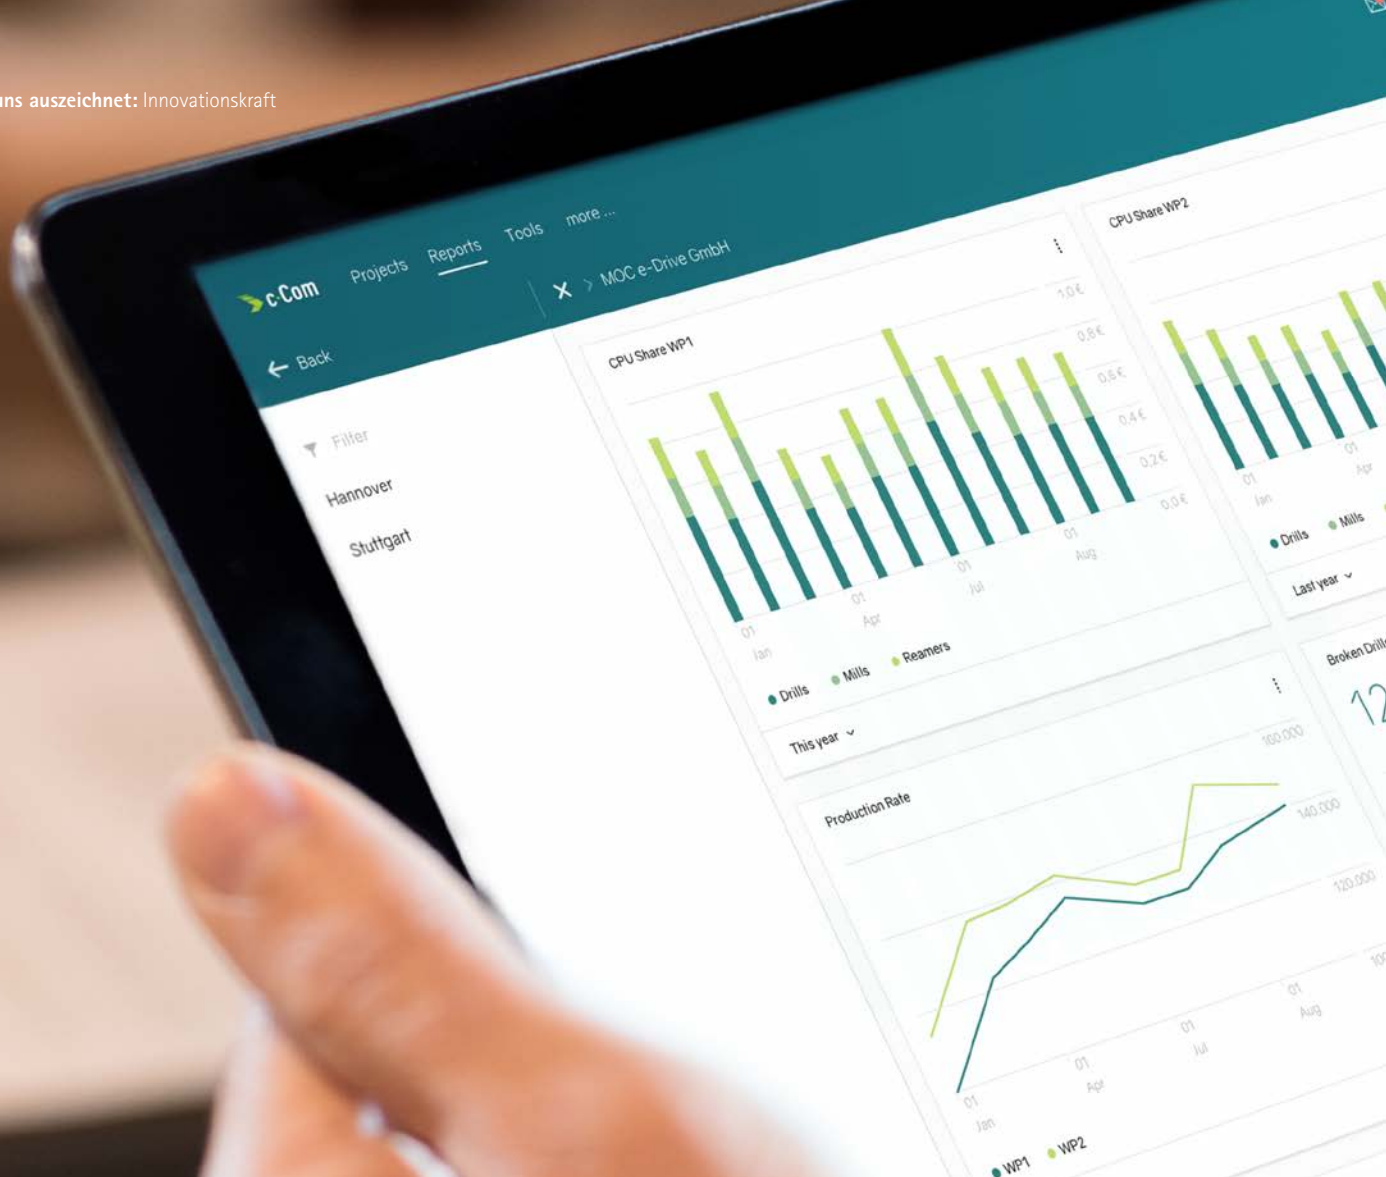 uns auszeichnet: Innovationskraft
c-Com
Projects
Reports
Tools
more ...
← Back
X > MOC e-Drive GmbH
Filter
Hannover
Stuttgart
CPU Share WP1
1,0 €
0,8 €
0,6 €
0,4 €
0,2 €
0,0 €
01 Jan
01 Apr
01 Jul
01 Aug
Drills
Mills
Reamers
This year
CPU Share WP2
01 Jan
01 Apr
Drills
Mills
Last year
Production Rate
160.000
140.000
120.000
01 Jan
01 Apr
01 Jul
01 Aug
WP1
WP2
Broken Drills
12